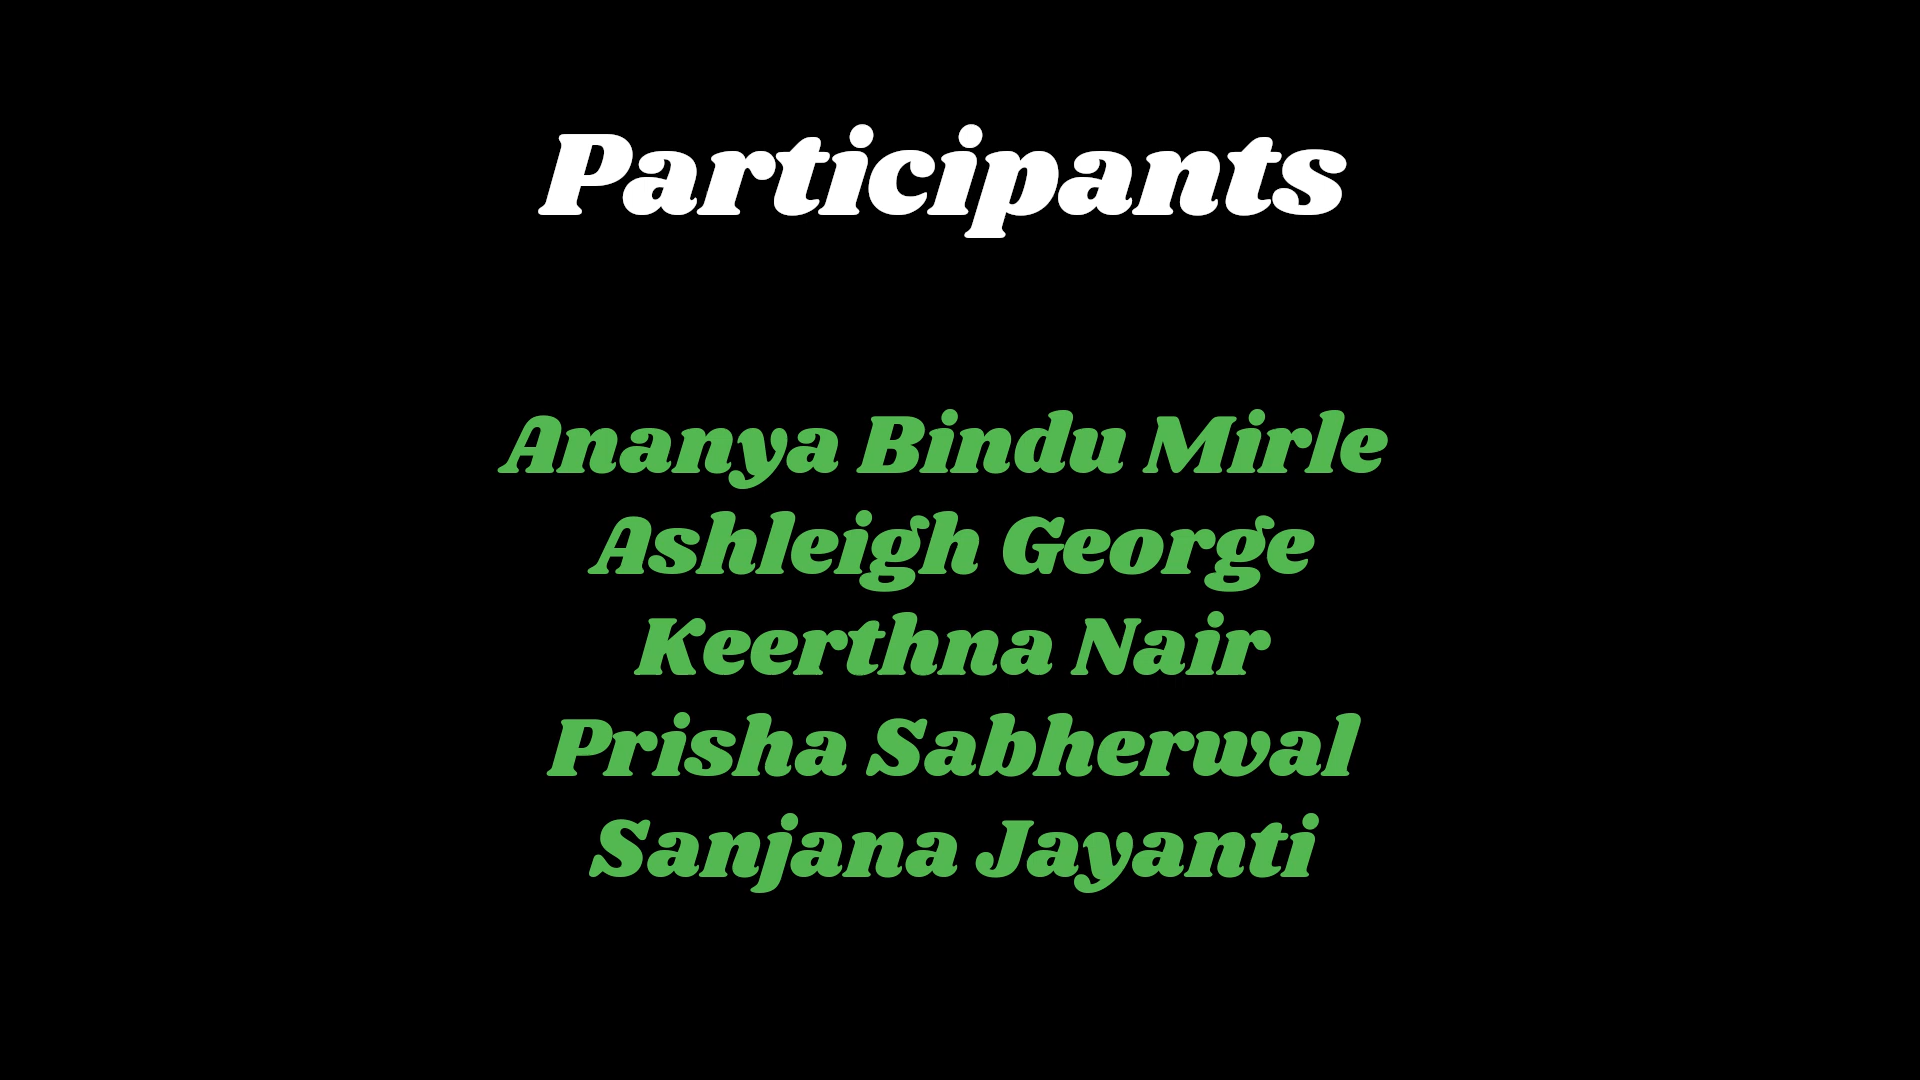 Participants
Ananya Bindu Mirle
Ashleigh George
Keerthna Nair
Prisha Sabherwal
Sanjana Jayanti